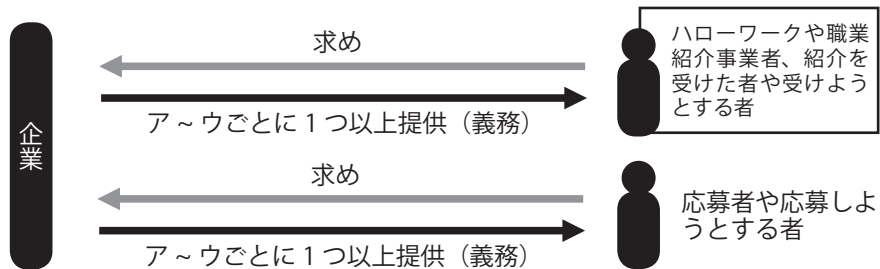 企業
求め
ア ~ ウごとに 1 つ以上提供（義務）
ハローワークや職業
紹介事業者、紹介を
受けた者や受けよう
とする者
求め
ア ~ ウごとに 1 つ以上提供（義務）
応募者や応募しよ
うとする者